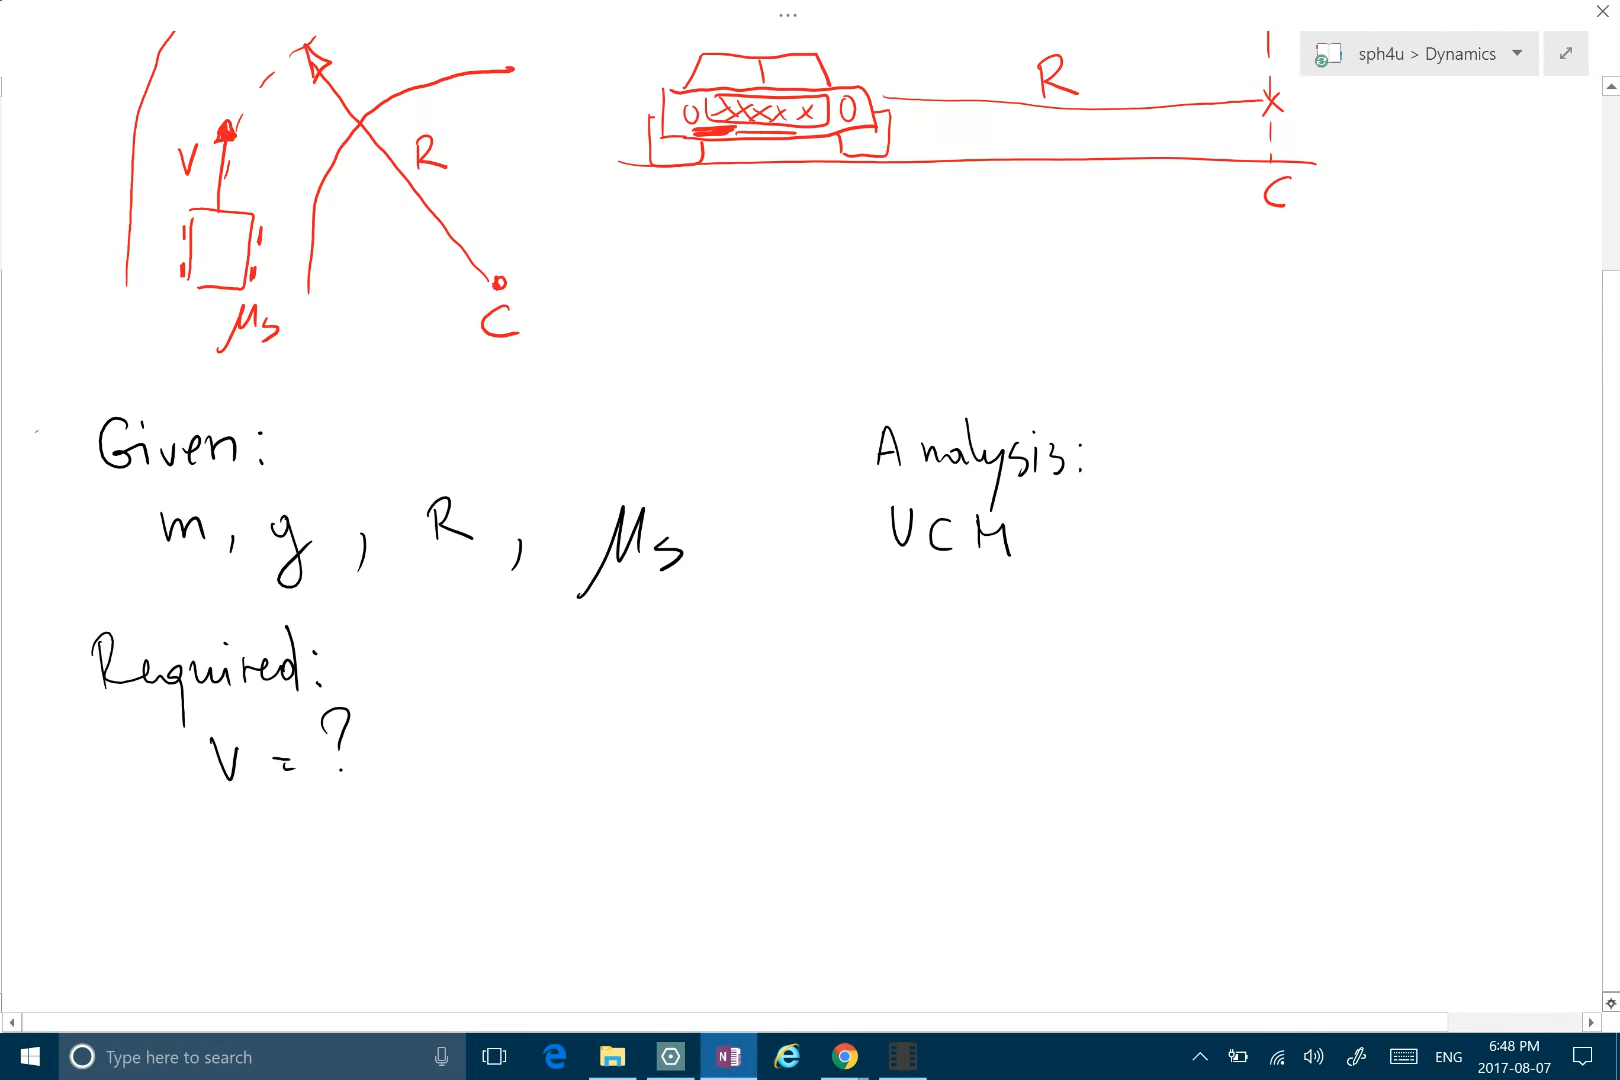 ...
sph4u > Dynamics
R
V
R
C
C
μs
Given:
Analysis:
m, g, R, μs
UCM
Required:
V = ?
Type here to search
ENG
6:48 PM
2017-08-07